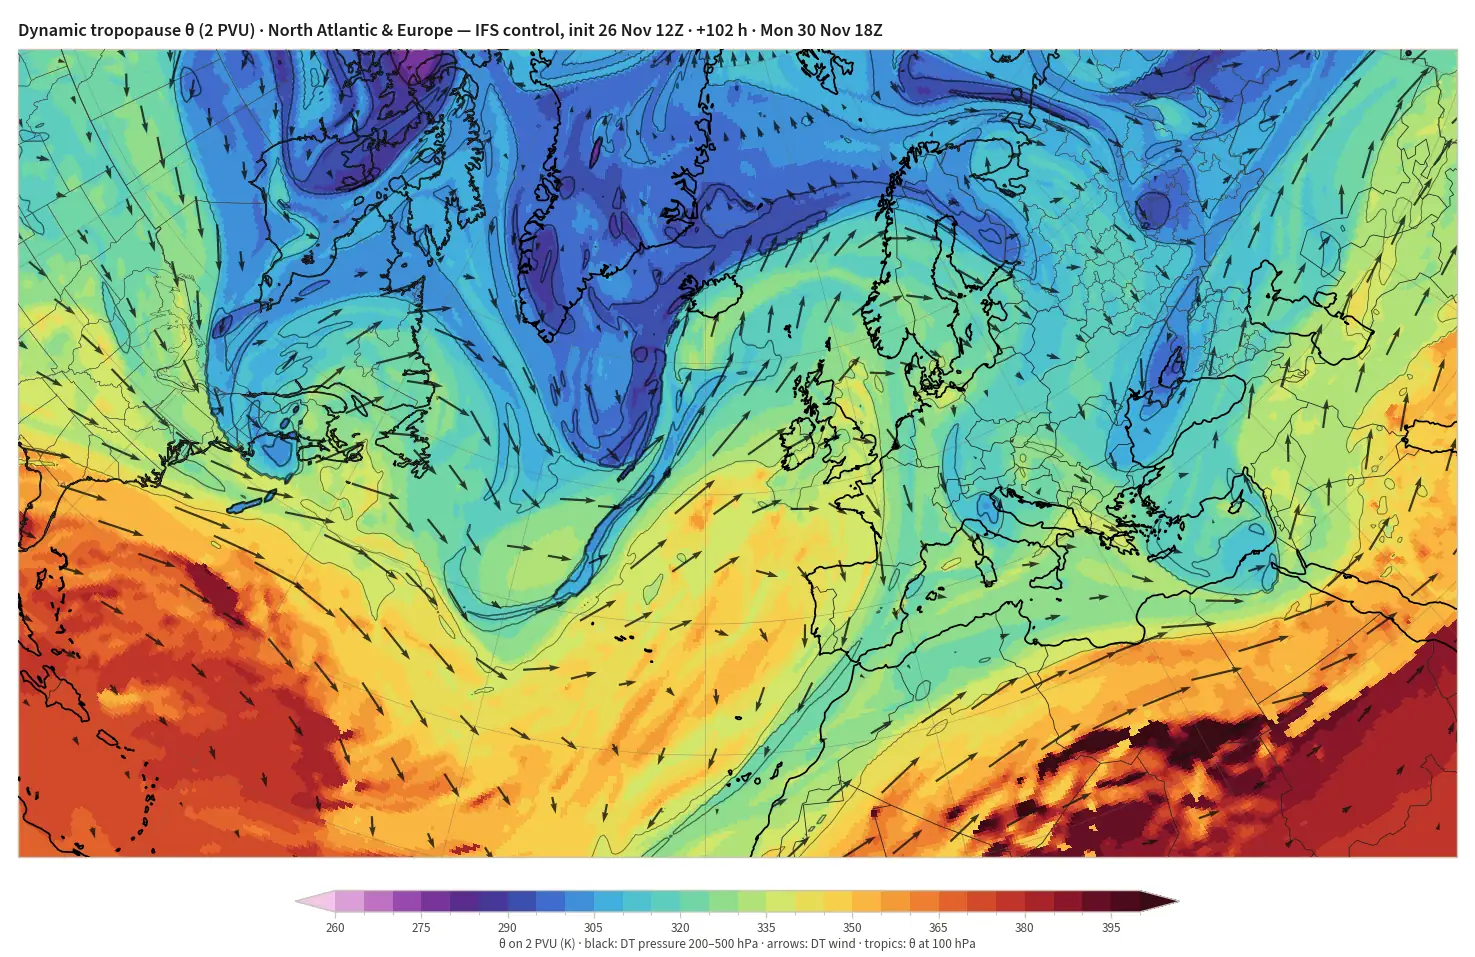 Dynamic tropopause θ (2 PVU) · North Atlantic & Europe — IFS control, init 26 Nov 12Z · +102 h · Mon 30 Nov 18Z
260 275 290 305 320 335 350 365 380 395
θ on 2 PVU (K) · black: DT pressure 200–500 hPa · arrows: DT wind · tropics: θ at 100 hPa